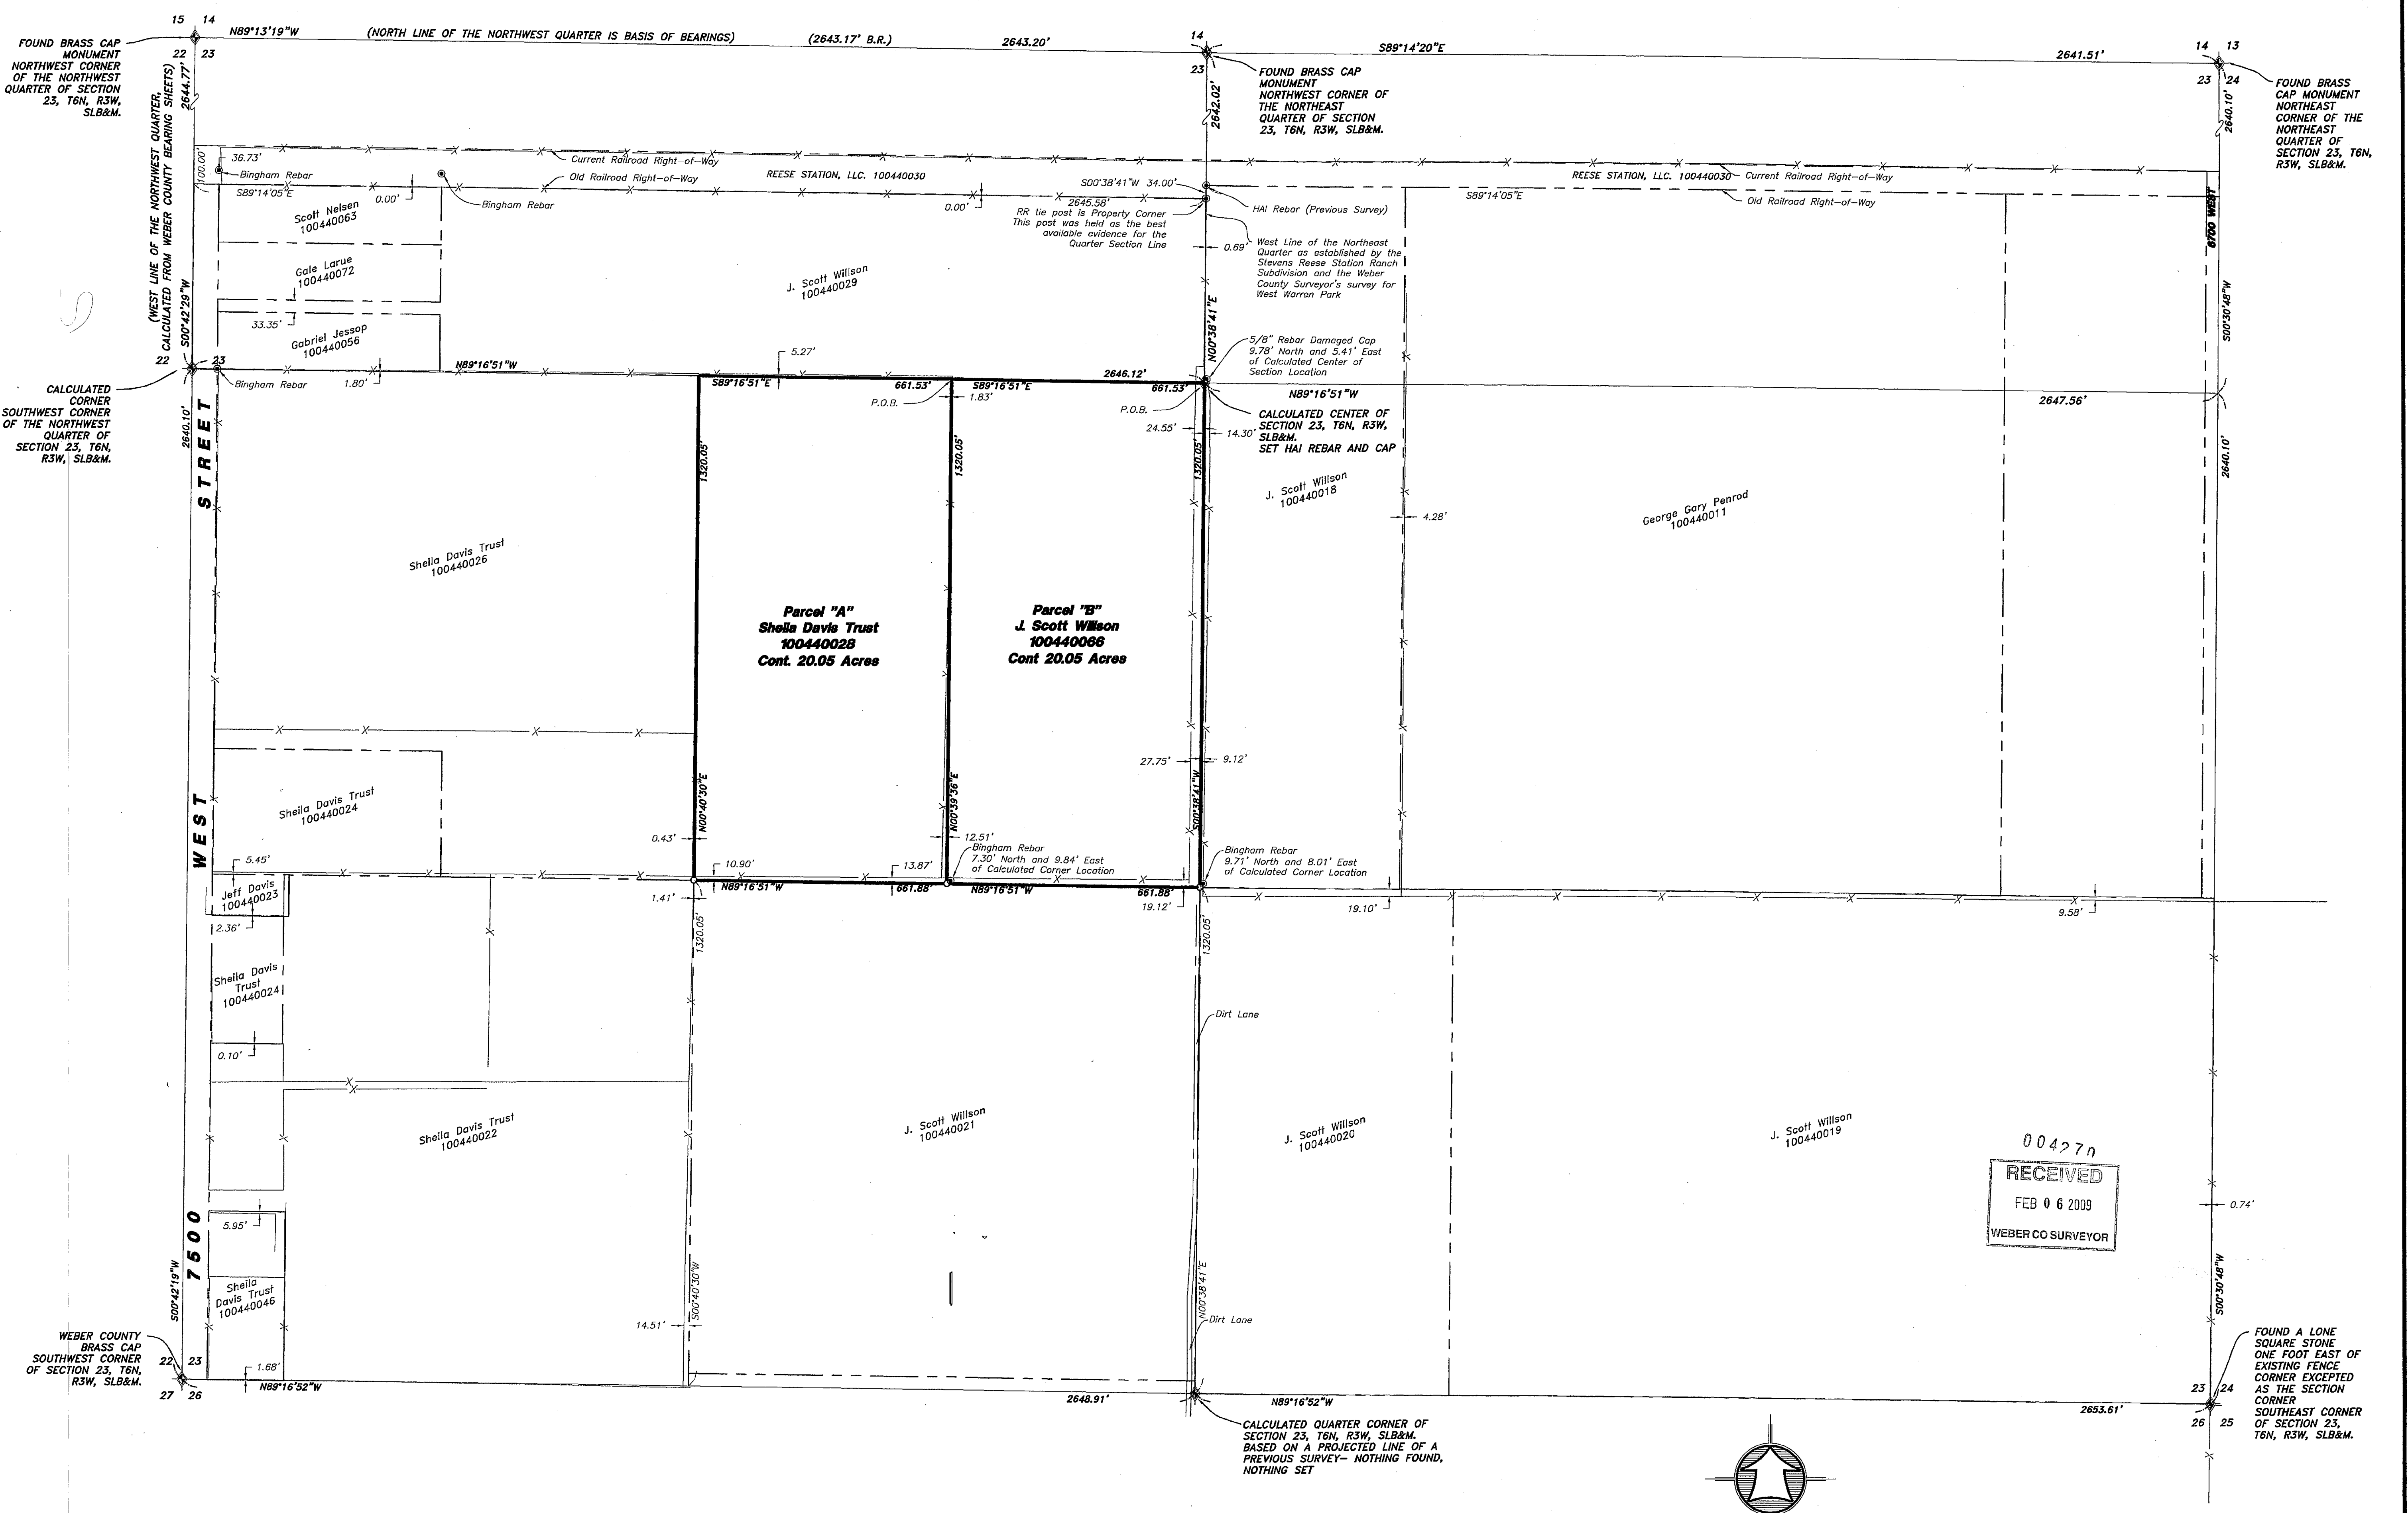 15 14
N89°13'19"W
(NORTH LINE OF THE NORTHWEST QUARTER IS BASIS OF BEARINGS)
(2643.17' B.R.)
2643.20'
14
S89°14'20"E
2641.51'
14 13
22 23
23
23 24
FOUND BRASS CAP
MONUMENT
NORTHWEST CORNER
OF THE NORTHWEST
QUARTER OF SECTION
23, T6N, R3W,
SLB&M.
FOUND BRASS CAP
MONUMENT
NORTHWEST CORNER OF
THE NORTHEAST
QUARTER OF SECTION
23, T6N, R3W, SLB&M.
FOUND BRASS
CAP MONUMENT
NORTHEAST
CORNER OF THE
NORTHEAST
QUARTER OF
SECTION 23, T6N,
R3W, SLB&M.
(WEST LINE OF THE NORTHWEST QUARTER,
CALCULATED FROM WEBER COUNTY BEARING SHEETS)
2644.77'
S00°42'29"W
2642.02'
2640.10'
100.00'
36.73'
Bingham Rebar
Current Railroad Right-of-Way
Old Railroad Right-of-Way
REESE STATION, LLC. 100440030
S89°14'05"E
0.00'
Bingham Rebar
0.00'
S00°38'41"W 34.00'
2645.58'
RR tie post is Property Corner
This post was held as the best
available evidence for the
Quarter Section Line
HAI Rebar (Previous Survey)
REESE STATION, LLC. 100440030
Current Railroad Right-of-Way
S89°14'05"E
Old Railroad Right-of-Way
6700 WEST
Scott Nelsen
100440063
Gale Larue
100440072
33.35'
Gabriel Jessop
100440056
J. Scott Willson
100440029
0.69'
West Line of the Northeast
Quarter as established by the
Stevens Reese Station Ranch
Subdivision and the Weber
County Surveyor's survey for
West Warren Park
N00°38'41"E
S00°30'48"W
5/8" Rebar Damaged Cap
9.78' North and 5.41' East
of Calculated Center of
Section Location
22 23
CALCULATED
CORNER
SOUTHWEST CORNER
OF THE NORTHWEST
QUARTER OF
SECTION 23, T6N,
R3W, SLB&M.
Bingham Rebar
1.80'
N89°16'51"W
5.27'
S89°16'51"E
661.53'
P.O.B.
S89°16'51"E
1.83'
2646.12'
661.53'
P.O.B.
N89°16'51"W
2647.56'
CALCULATED CENTER OF
SECTION 23, T6N, R3W,
SLB&M.
SET HAI REBAR AND CAP
24.55'
14.30'
2640.10'
1320.05'
1320.05'
1320.05'
2640.10'
STREET
WEST
7500
Sheila Davis Trust
100440026
Parcel "A"
Sheila Davis Trust
100440028
Cont. 20.05 Acres
Parcel "B"
J. Scott Willson
100440066
Cont 20.05 Acres
J. Scott Willson
100440018
4.28'
George Gary Penrod
100440011
27.75'
9.12'
Sheila Davis Trust
100440024
N00°40'30"E
N00°39'36"E
S00°38'41"W
0.43'
12.51'
Bingham Rebar
7.30' North and 9.84' East
of Calculated Corner Location
Bingham Rebar
9.71' North and 8.01' East
of Calculated Corner Location
5.45'
Jeff Davis
100440023
2.36'
10.90'
N89°16'51"W
13.87'
661.88'
N89°16'51"W
661.88'
1.41'
19.12'
19.10'
9.58'
1320.05'
1320.05'
Sheila Davis
Trust
100440024
0.10'
Dirt Lane
Sheila Davis Trust
100440022
J. Scott Willson
100440021
J. Scott Willson
100440020
J. Scott Willson
100440019
RECEIVED
FEB 06 2009
WEBER CO SURVEYOR
0.74'
5.95'
Sheila
Davis Trust
100440046
S00°42'19"W
S00°40'30"W
N00°38'41"E
S00°30'48"W
14.51'
Dirt Lane
WEBER COUNTY
BRASS CAP
SOUTHWEST CORNER
OF SECTION 23, T6N,
R3W, SLB&M.
22 23
27 26
1.68'
N89°16'52"W
2648.91'
N89°16'52"W
2653.61'
23 24
26 25
CALCULATED QUARTER CORNER OF
SECTION 23, T6N, R3W, SLB&M.
BASED ON A PROJECTED LINE OF A
PREVIOUS SURVEY- NOTHING FOUND,
NOTHING SET
FOUND A LONE
SQUARE STONE
ONE FOOT EAST OF
EXISTING FENCE
CORNER EXCEPTED
AS THE SECTION
CORNER
SOUTHEAST CORNER
OF SECTION 23,
T6N, R3W, SLB&M.